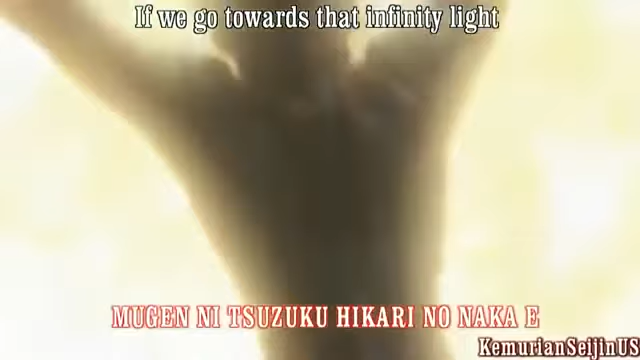 If we go towards that infinity light
MUGEN NI TSUZUKU HIKARI NO NAKA E
KemurianSeijinUS